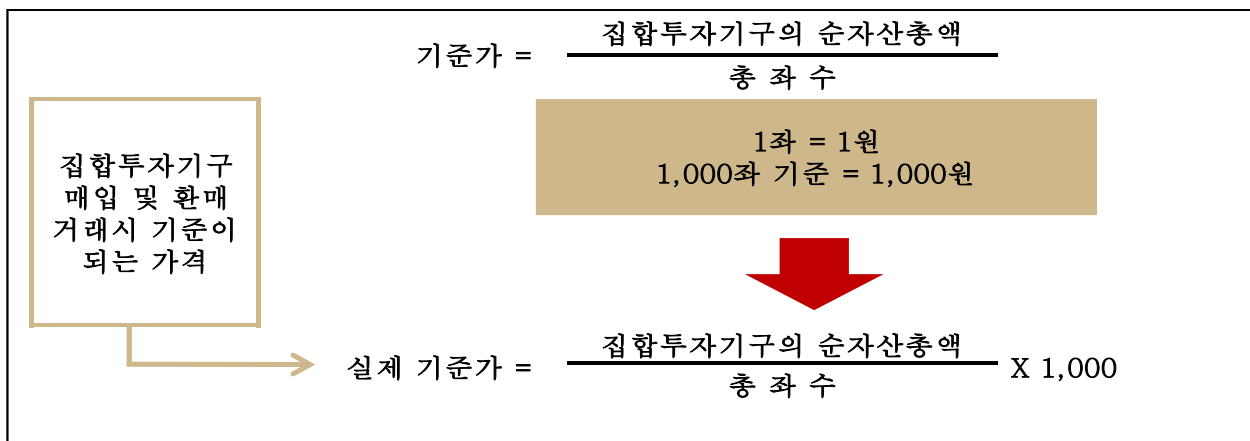 기준가 =
집합투자기구의 순자산총액
총 좌 수
1좌 = 1원
1,000좌 기준 = 1,000원
집합투자기구
매입 및 환매
거래시 기준이
되는 가격
실제 기준가 =
집합투자기구의 순자산총액
총 좌 수
X 1,000